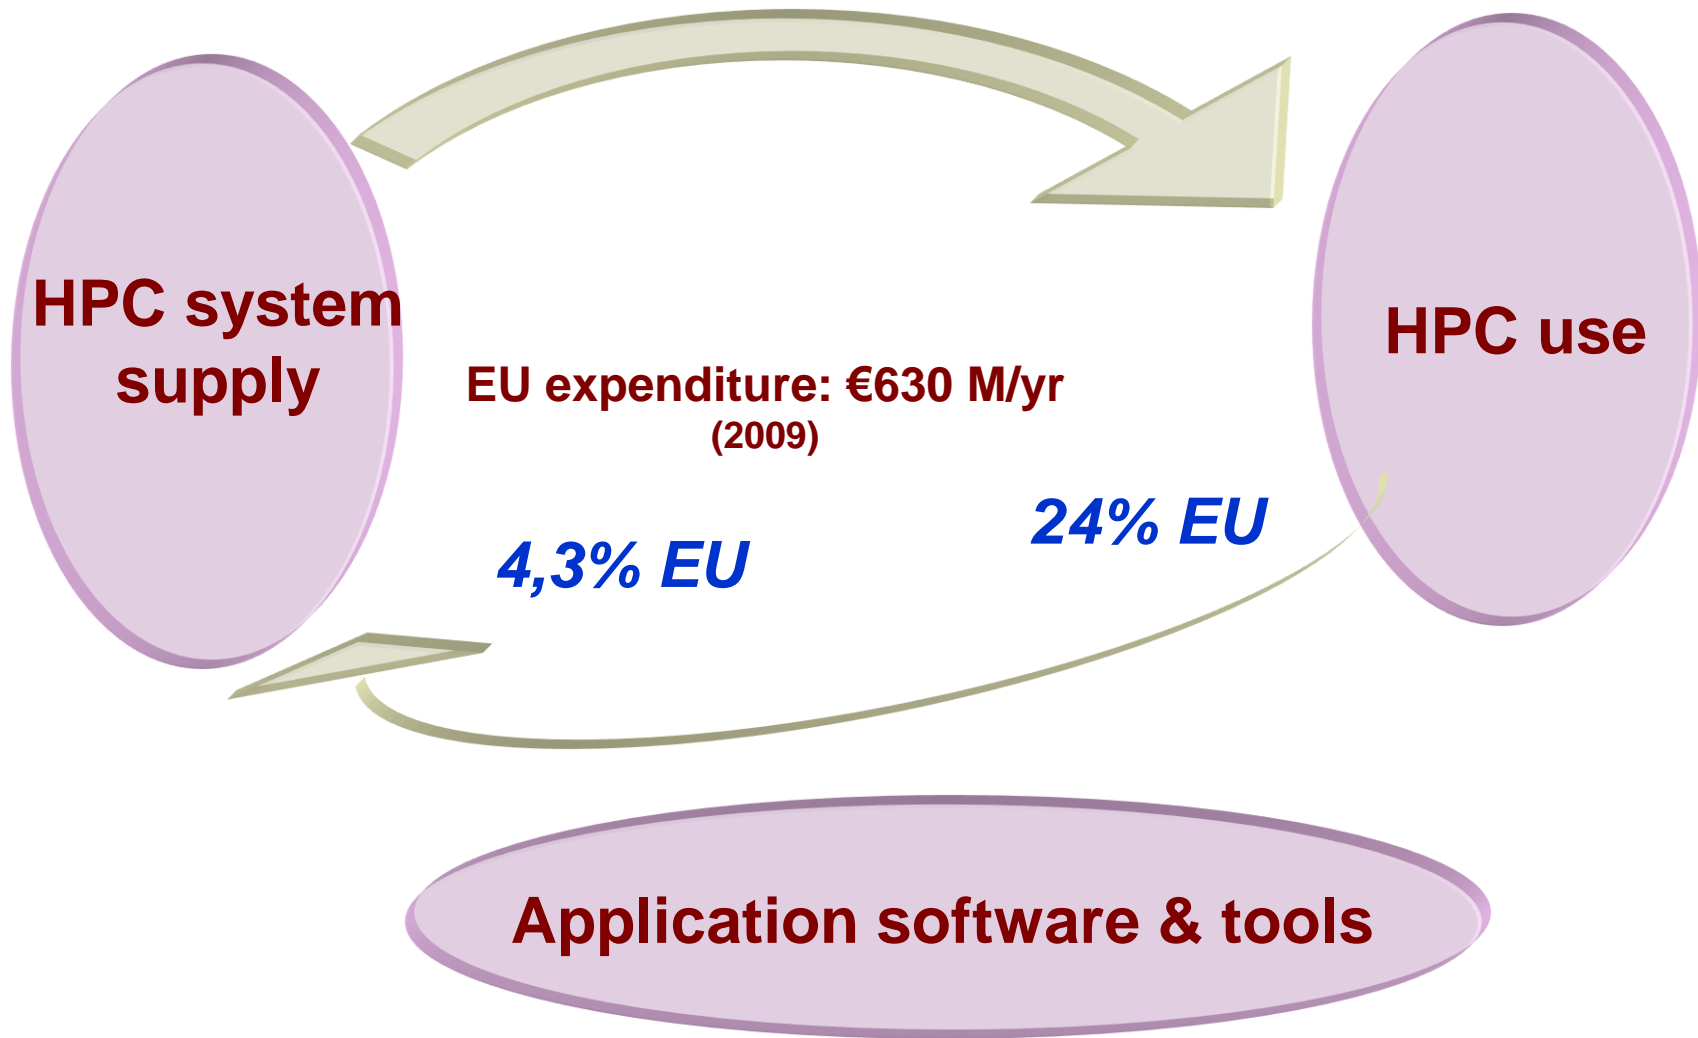 HPC system
supply
HPC use
EU expenditure: €630 M/yr
(2009)
4,3% EU
24% EU
Application software & tools